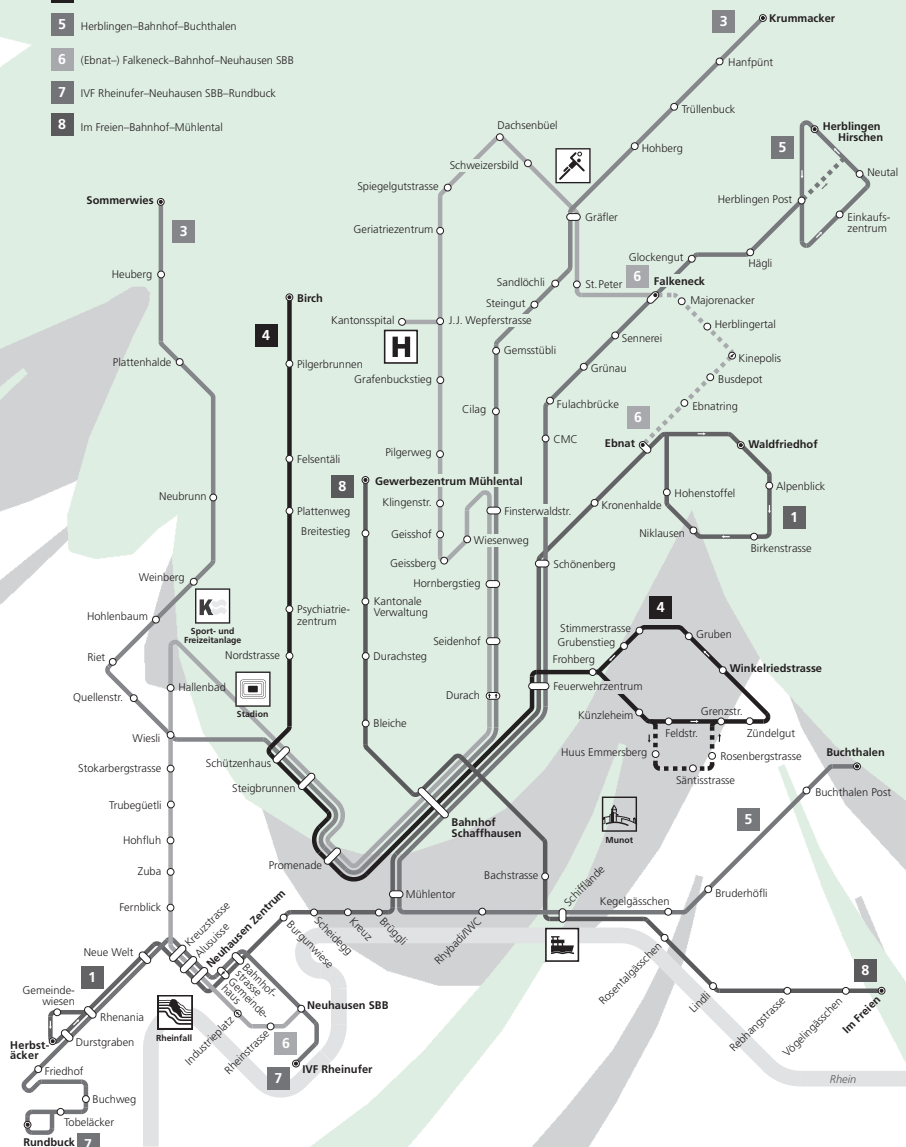 5 Herblingen–Bahnhof–Buchthalen
6 (Ebnat–) Falkeneck–Bahnhof–Neuhausen SBB
7 IVF Rheinufer–Neuhausen SBB–Rundbuck
8 Im Freien–Bahnhof–Mühlental
3
Krummacker
Hanfpünt
Trüllenbuck
Hohberg
Dachsenbüel
Schweizersbild
Spiegelgutstrasse
Geriatriezentrum
Gräfler
5
Herblingen
Hirschen
Neutal
Herblingen Post
Einkaufs-
zentrum
Hägli
Glockengut
Sommerwies
3
Heuberg
Plattenhalde
Neubrunn
Weinberg
Hohlenbaum
Riet
Quellenstr.
Wiesli
K
Sport- und
Freizeitanlage
Birch
4
Pilgerbrunnen
Felsentäli
Plattenweg
Psychiatrie-
zentrum
Nordstrasse
Hallenbad
Stadion
Schützenhaus
Steigbrunnen
Promenade
Kantonsspital
H
J.J. Wepferstrasse
Grafenbuckstieg
Pilgerweg
Klingenstr.
Geisshof
Geissberg
Wiesenweg
Sandlöchli
Steingut
Gemsstübli
Cilag
Finsterwaldstr.
Hornbergstieg
Seidenhof
Durach
St. Peter
6
Falkeneck
Majorenacker
Herblingertal
Kinepolis
Busdepot
Ebnatring
6
Ebnat
Sennerei
Grünau
Fulachbrücke
CMC
Kronenhalde
Schönenberg
Waldfriedhof
Alpenblick
1
Birkenstrasse
Niklausen
Hohenstoffel
8
Gewerbezentrum Mühlental
Breitestieg
Kantonale
Verwaltung
Durachsteg
Bleiche
4
Stimmerstrasse
Grubenstieg
Frohberg
Gruben
Winkelriedstrasse
Feuerwehrzentrum
Künzleheim
Feldstr.
Grenzstr.
Zündelgut
Huus Emmersberg
Rosenbergstrasse
Säntisstrasse
Buchthalen
Buchthalen Post
5
Bruderhöfli
Munot
Bahnhof
Schaffhausen
Bachstrasse
Schifflände
Kegelgässchen
Mühlentor
Rhybadi/IWC
Rosentalgässchen
Lindli
Rebhangstrasse
Vögelingässchen
8
Im Freien
Rhein
Stokarbergstrasse
Trubegüetli
Hohfluh
Zuba
Fernblick
Kreuzstrasse
Alusuisse
Neuhausen Zentrum
Burgunwiese
Scheidegg
Kreuz
Brüggli
Bahnhof-
strasse
Gemeinde-
haus
Neue Welt
1
Gemeinde-
wiesen
Rhenania
Durstgraben
Herbst-
äcker
Rheinfall
Industrieplatz
Rheinstrasse
6
Neuhausen SBB
7
IVF Rheinufer
Friedhof
Buchweg
Tobeläcker
Rundbuck
7